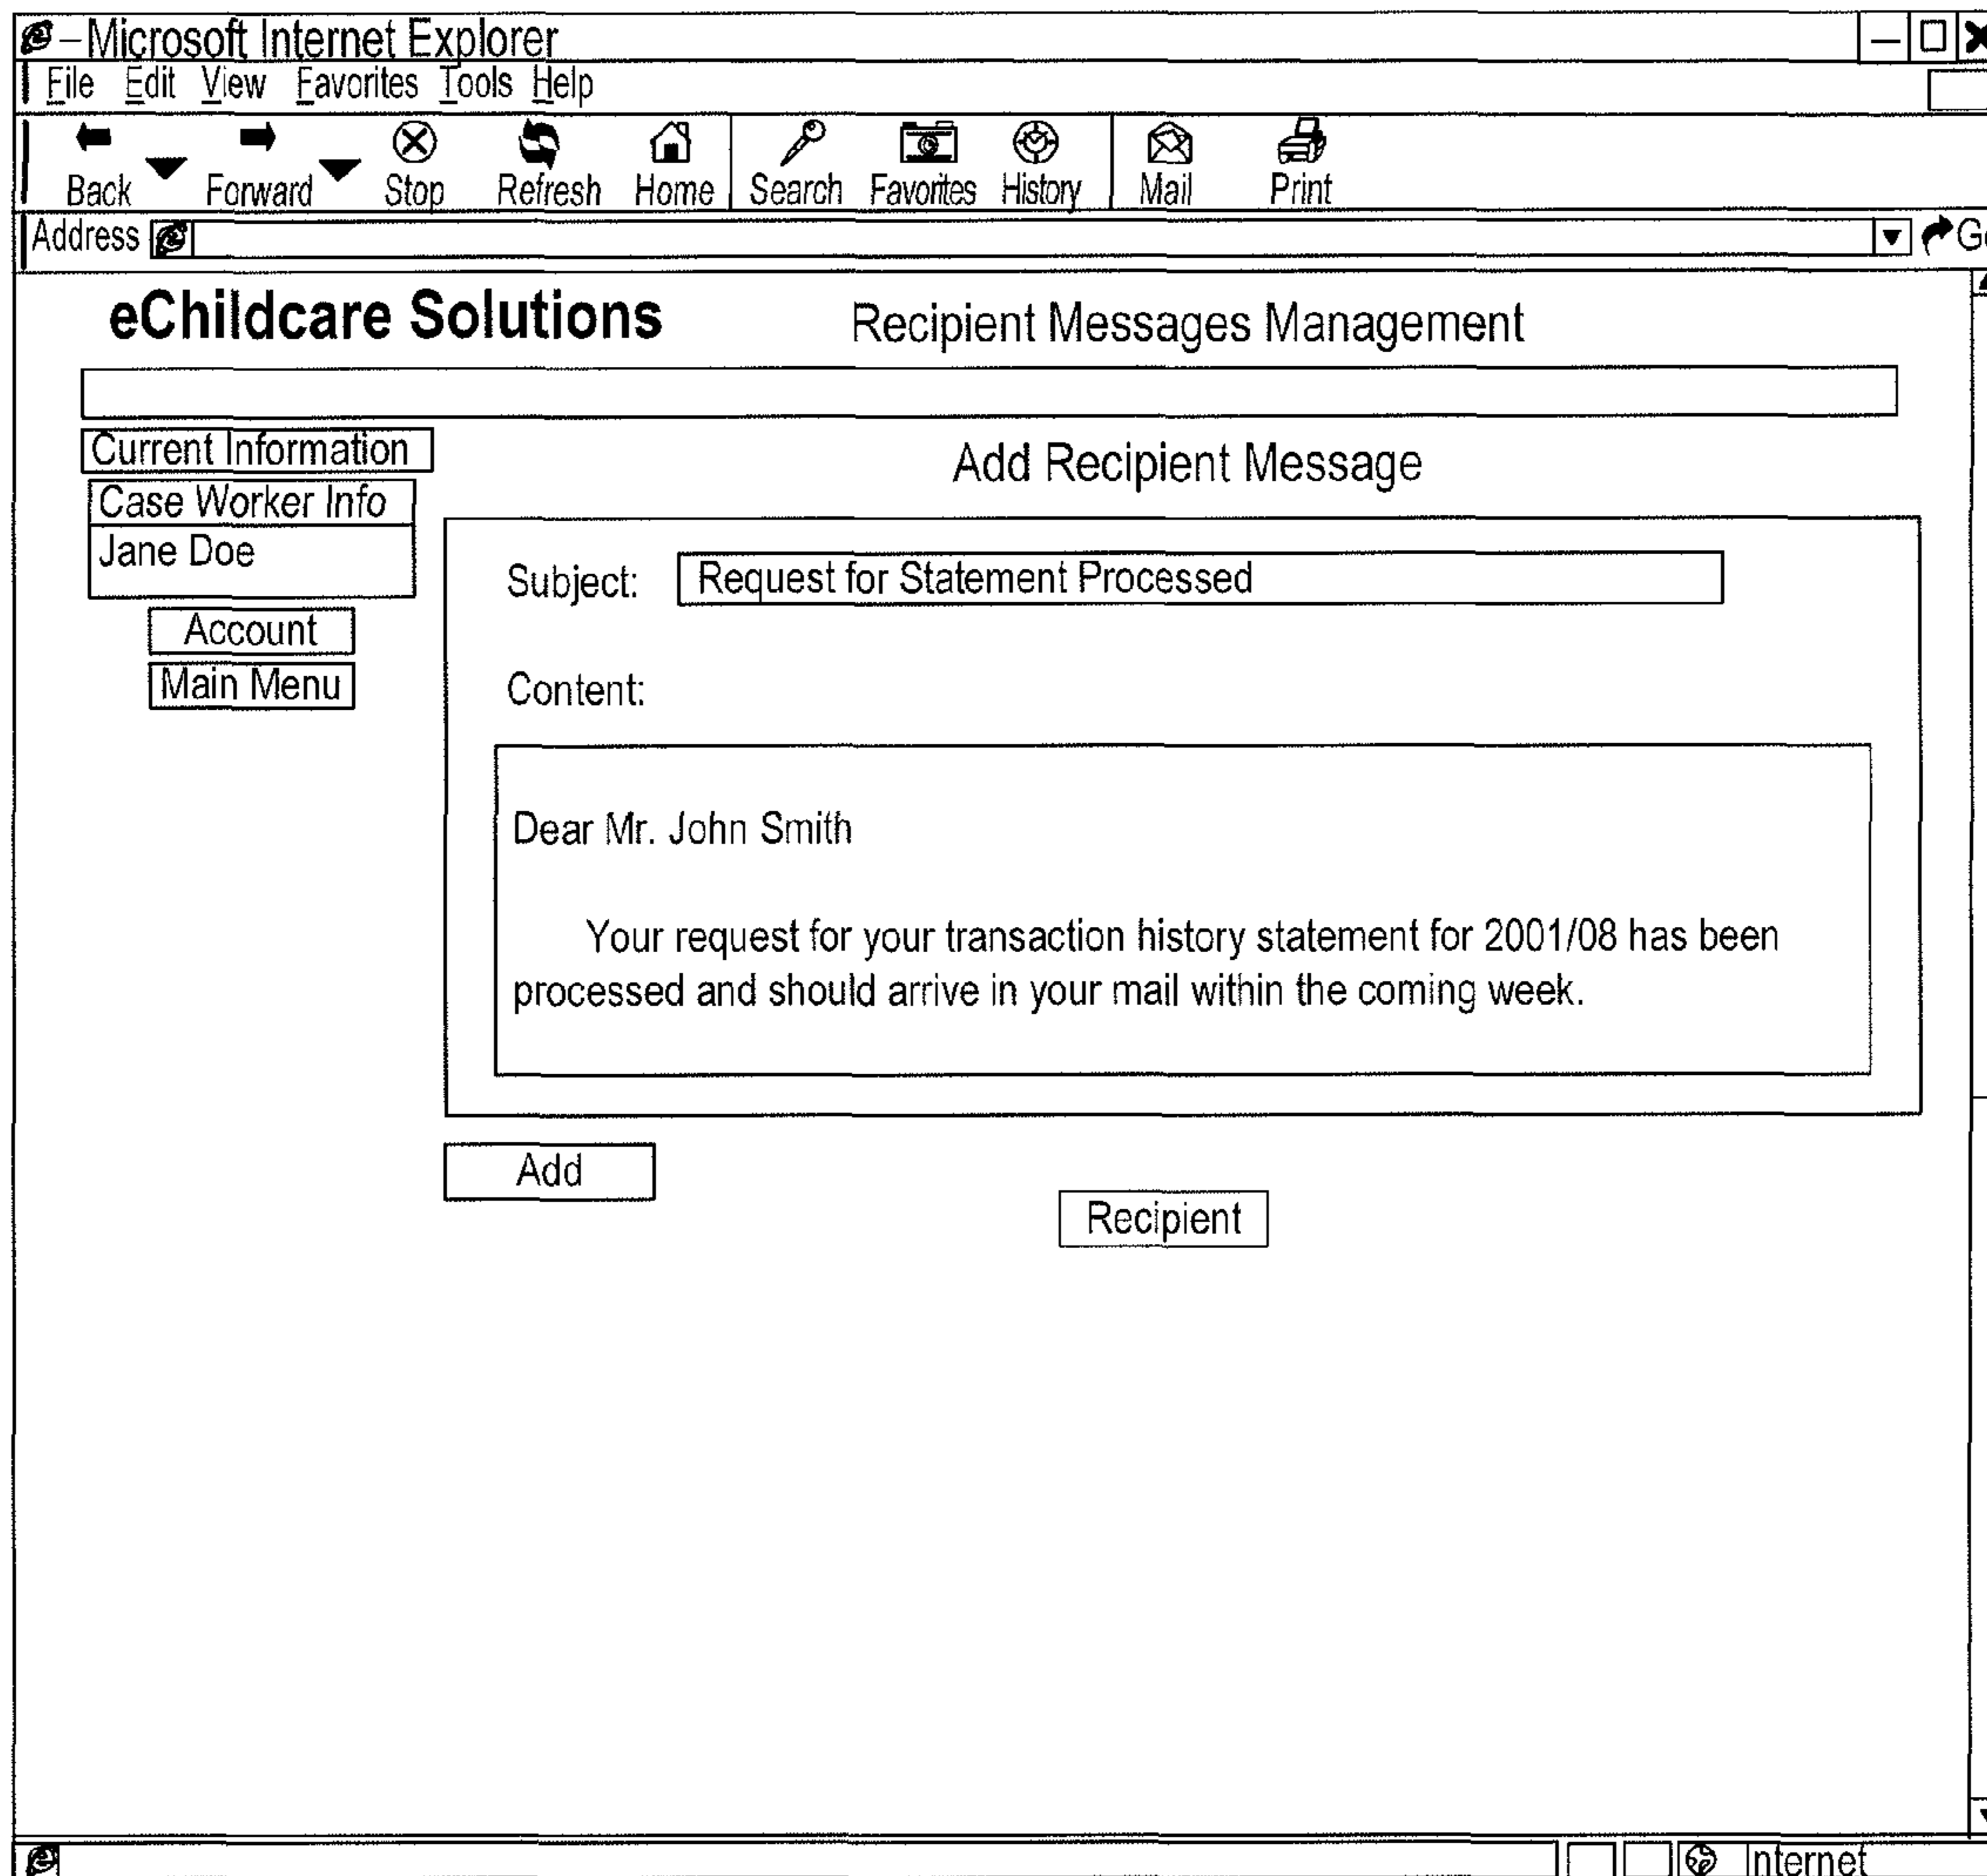 –Microsoft Internet Explorer
File Edit View Favorites Tools Help
Back Forward Stop Refresh Home Search Favorites History Mail Print
Address
eChildcare Solutions Recipient Messages Management
Current Information
Add Recipient Message
Case Worker Info
Jane Doe
Subject: Request for Statement Processed
Account
Main Menu
Content:
Dear Mr. John Smith
Your request for your transaction history statement for 2001/08 has been
processed and should arrive in your mail within the coming week.
Add
Recipient
Internet